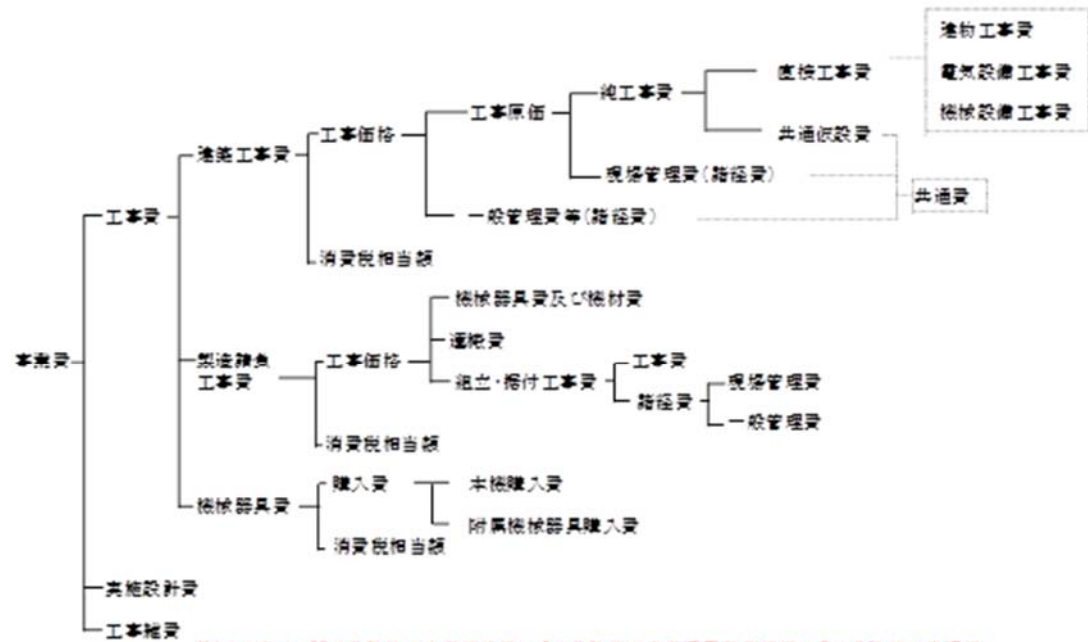 建物工事費
電気設備工事費
機械設備工事費
直接工事費
純工事費
工事原価
工事価格
共通仮設費
建築工事費
現場管理費(諸経費)
共通費
工事費
一般管理費等(諸経費)
消費税相当額
機械器具費及び機材費
運搬費
事業費
製造請負
工事費
工事価格
組立・据付工事費
工事費
諸経費
現場管理費
一般管理費
消費税相当額
機械器具費
購入費
本機購入費
附属機械器具購入費
消費税相当額
実施設計費
工事雑費